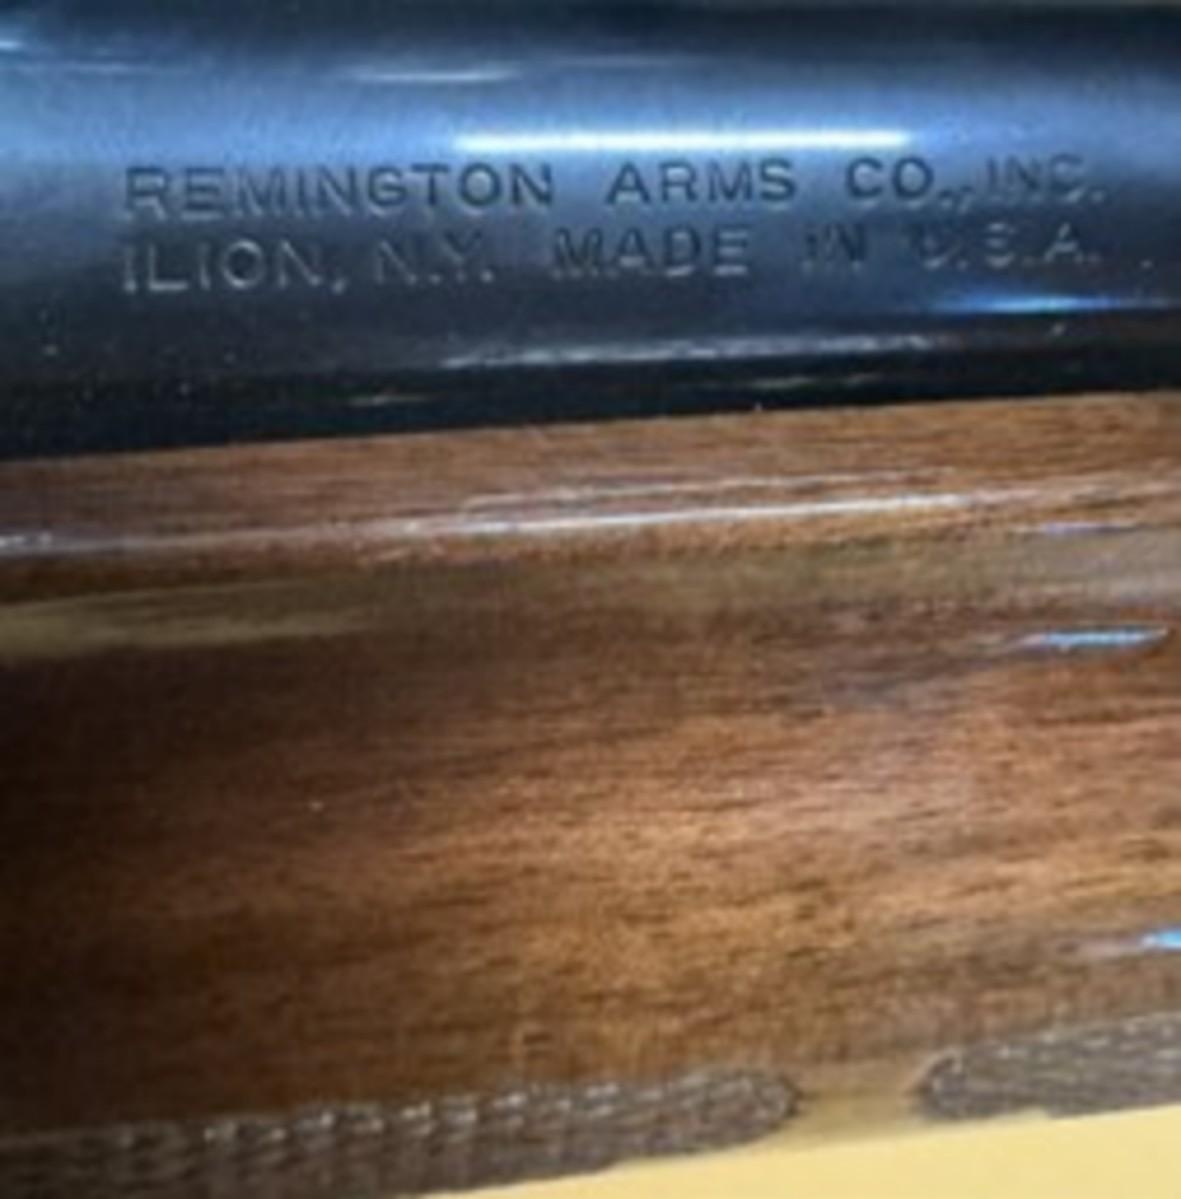 REMINGTON ARMS CO., INC.
ILION, N.Y. MADE IN U.S.A.